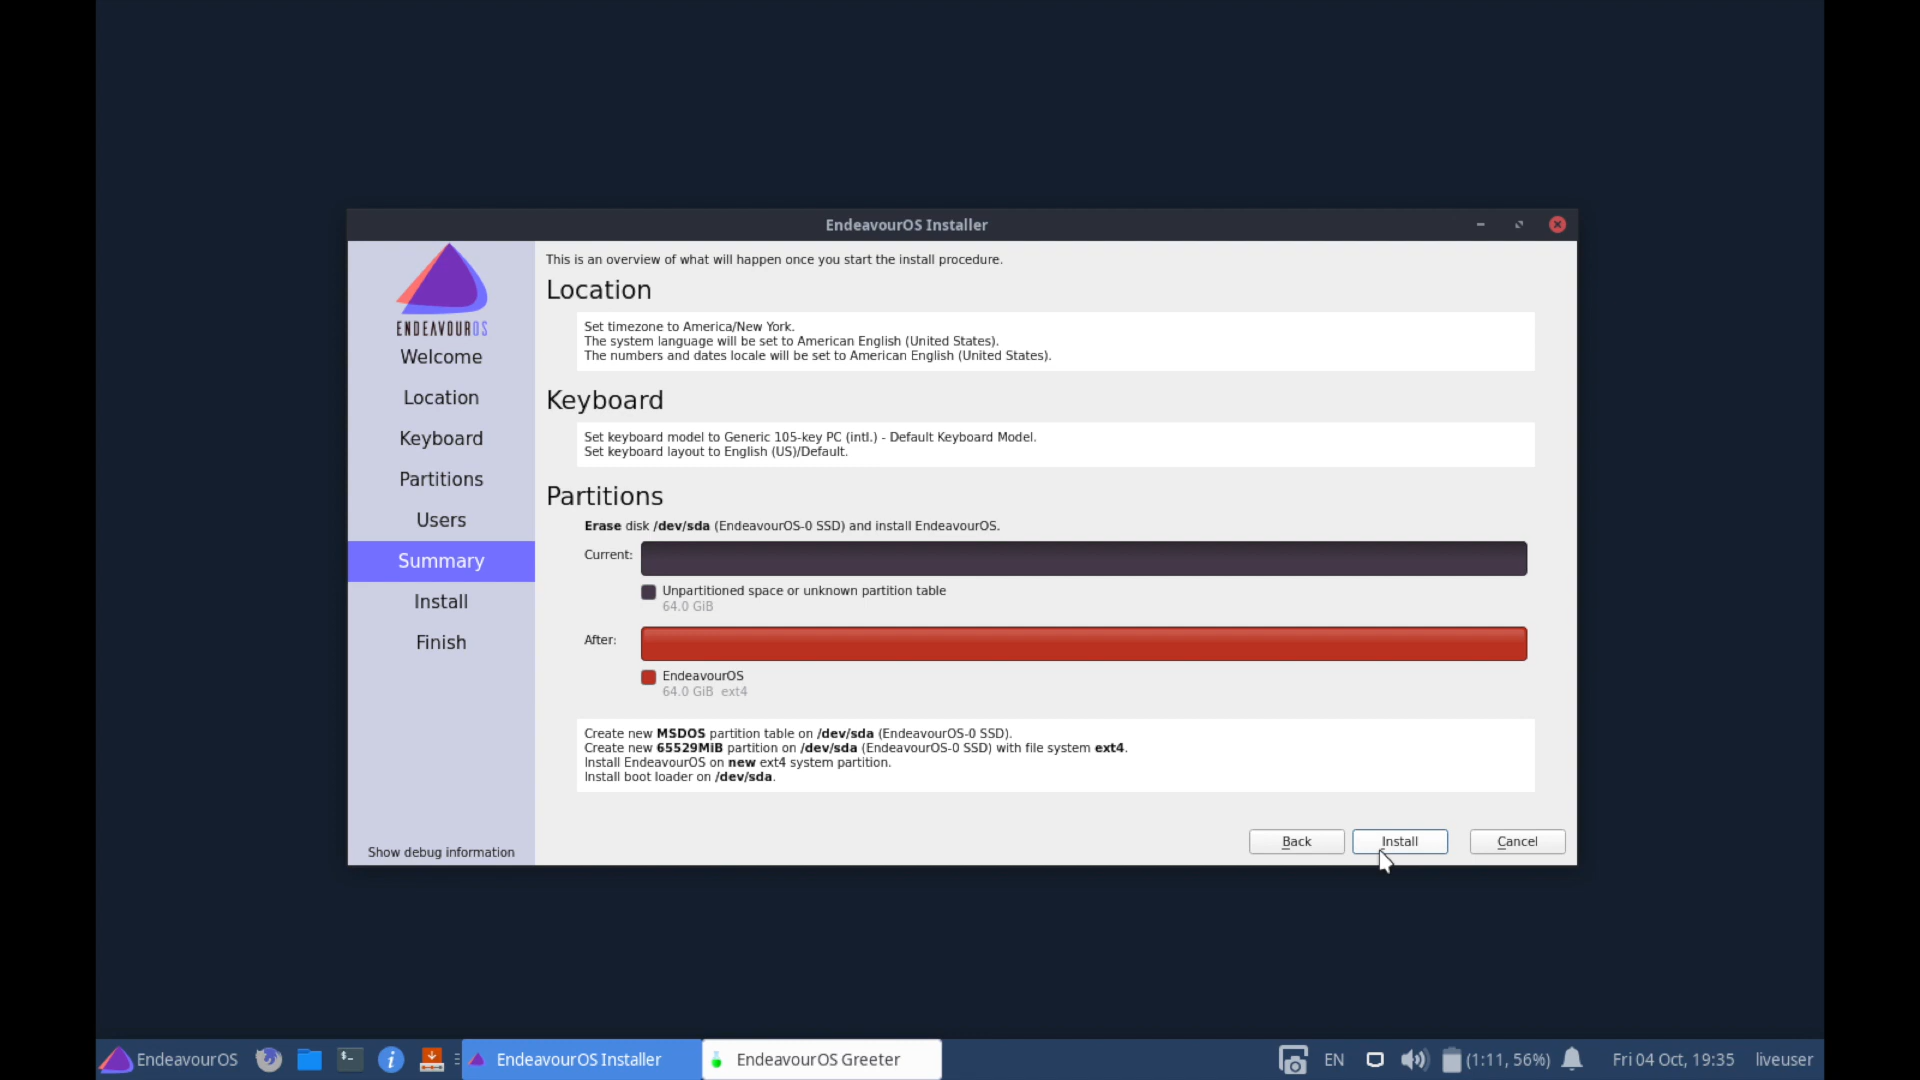 EndeavourOS Installer
ENDEAVOUROS
Welcome
Location
Keyboard
Partitions
Users
Summary
Install
Finish
Show debug information
This is an overview of what will happen once you start the install procedure.
Location
Set timezone to America/New York.
The system language will be set to American English (United States).
The numbers and dates locale will be set to American English (United States).
Keyboard
Set keyboard model to Generic 105-key PC (intl.) - Default Keyboard Model.
Set keyboard layout to English (US)/Default.
Partitions
Erase disk /dev/sda (EndeavourOS-0 SSD) and install EndeavourOS.
Current:
Unpartitioned space or unknown partition table
64.0 GiB
After:
EndeavourOS
64.0 GiB ext4
Create new MSDOS partition table on /dev/sda (EndeavourOS-0 SSD).
Create new 65529MiB partition on /dev/sda (EndeavourOS-0 SSD) with file system ext4.
Install EndeavourOS on new ext4 system partition.
Install boot loader on /dev/sda.
Back Install Cancel
EndeavourOS $- i EndeavourOS Installer EndeavourOS Greeter EN (1:11, 56%) Fri 04 Oct, 19:35 liveuser